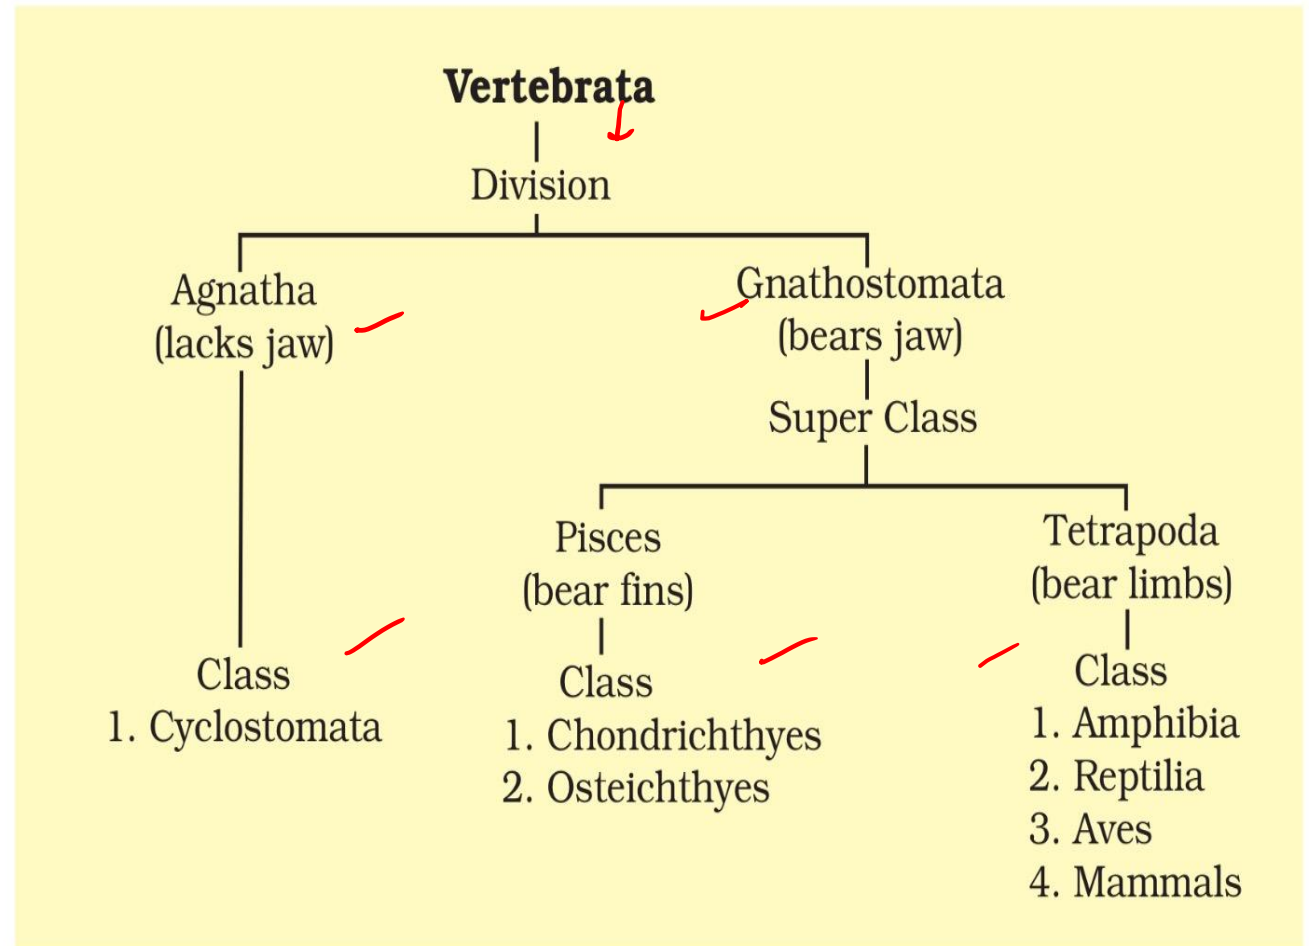 Vertebrata
Division
Agnatha
(lacks jaw)
Gnathostomata
(bears jaw)
Super Class
Pisces
(bear fins)
Tetrapoda
(bear limbs)
Class
1. Cyclostomata
Class
1. Chondrichthyes
2. Osteichthyes
Class
1. Amphibia
2. Reptilia
3. Aves
4. Mammals